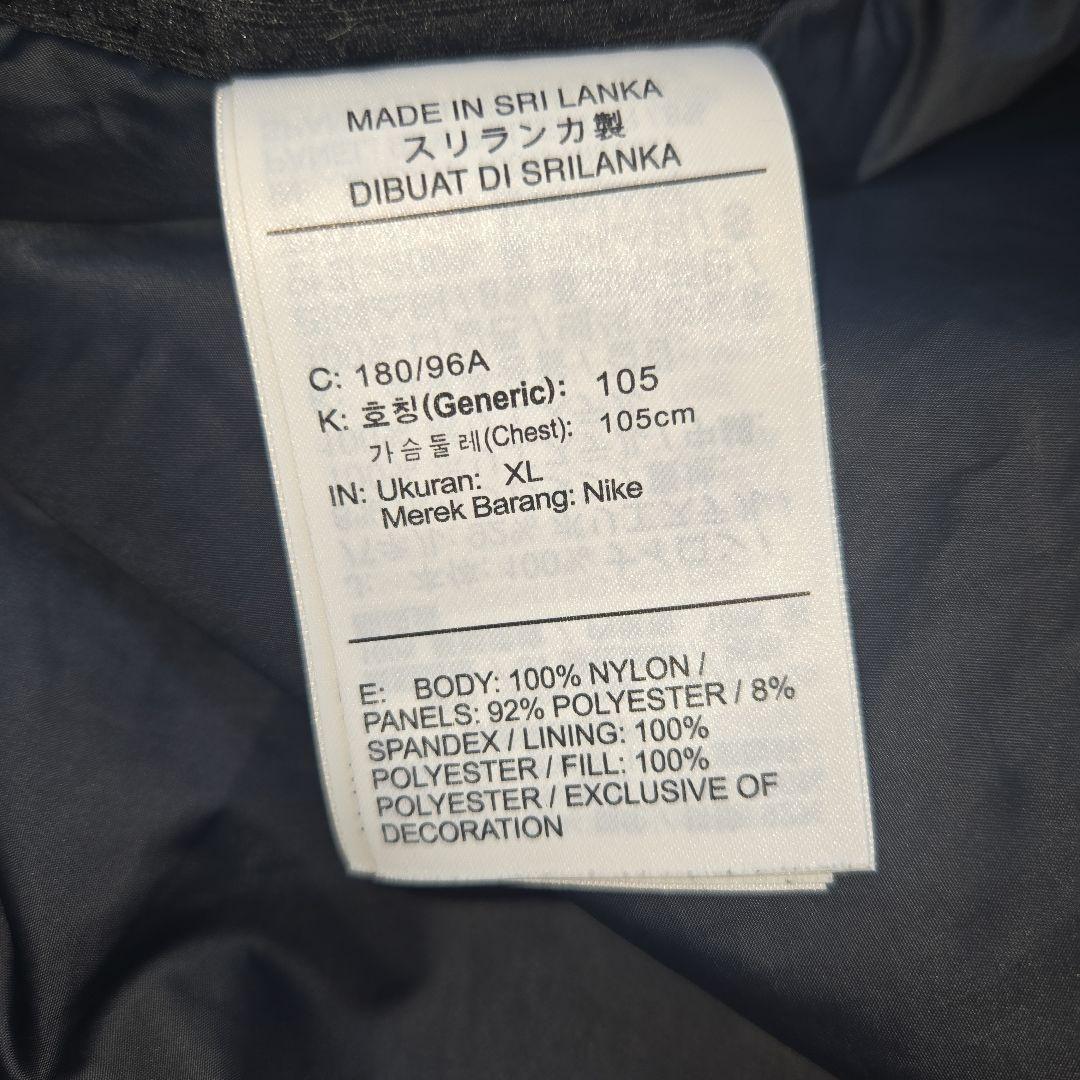 MADE IN SRI LANKA
スリランカ製
DIBUAT DI SRILANKA
C: 180/96A
K: 호칭(Generic): 105
가슴둘레(Chest): 105cm
IN: Ukuran: XL
Merek Barang: Nike
E: BODY: 100% NYLON /
PANELS: 92% POLYESTER / 8%
SPANDEX / LINING: 100%
POLYESTER / FILL: 100%
POLYESTER / EXCLUSIVE OF
DECORATION